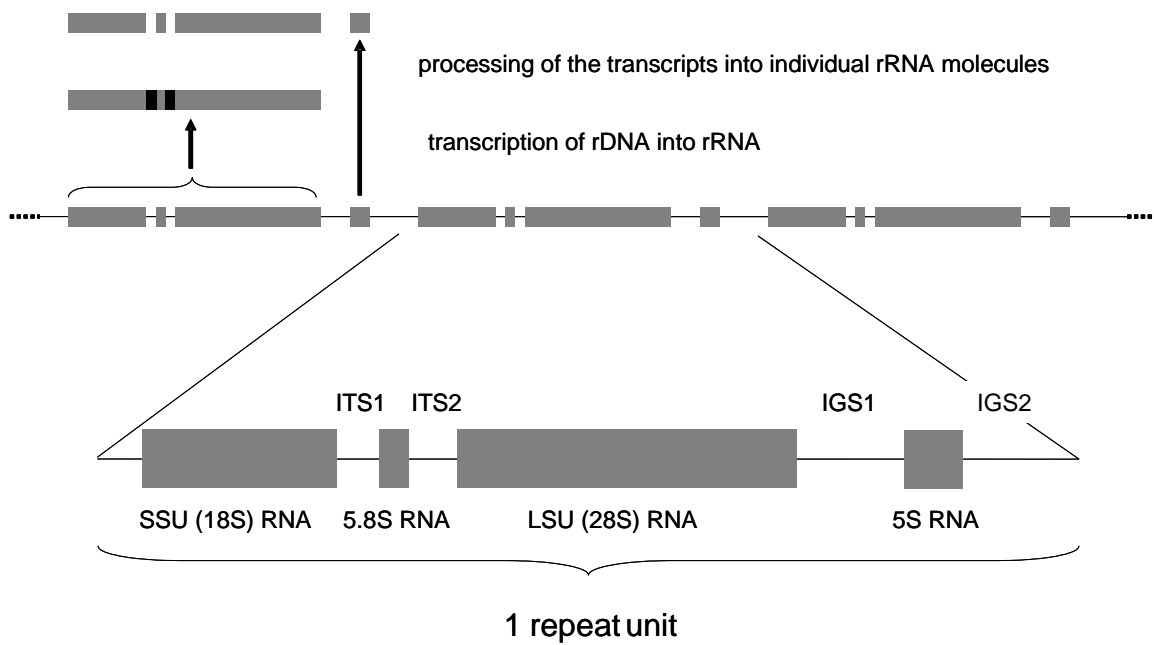 processing of the transcripts into individual rRNA molecules
transcription of rDNA into rRNA
ITS1 ITS2 IGS1 IGS2
SSU (18S) RNA 5.8S RNA LSU (28S) RNA 5S RNA
1 repeat unit